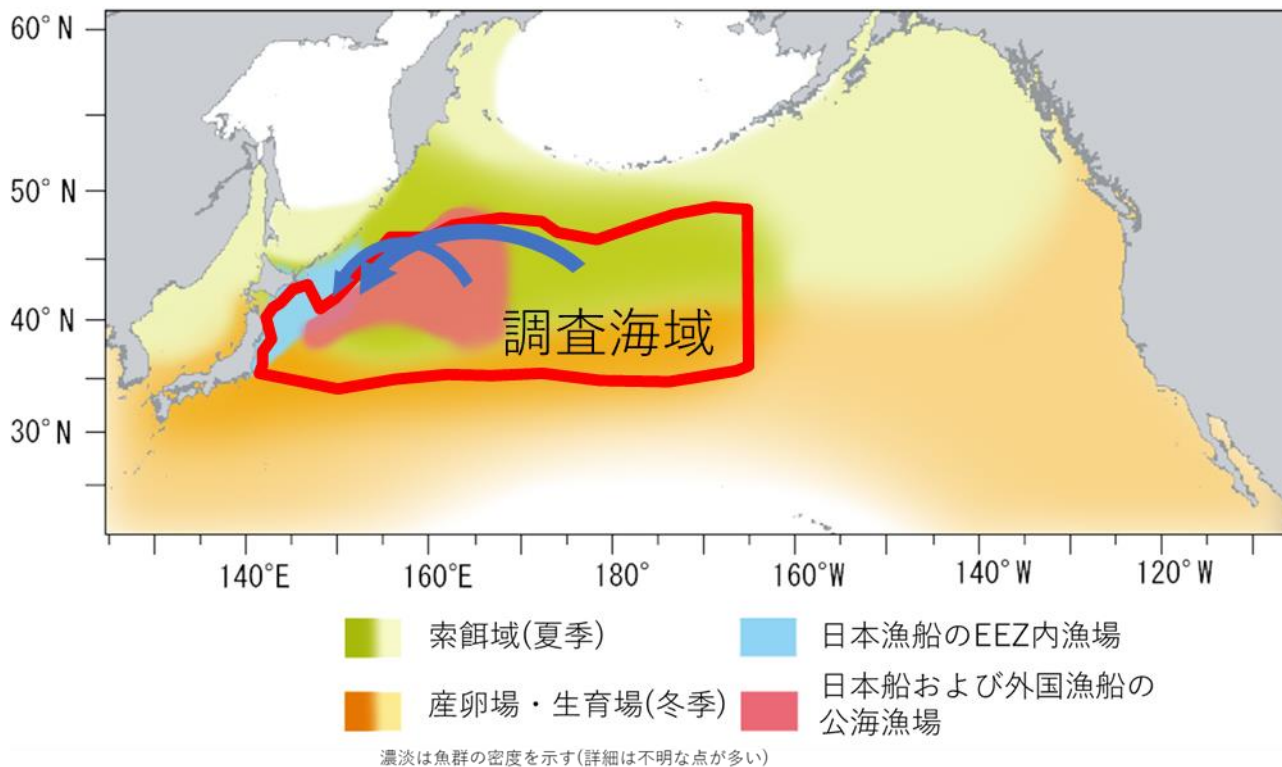 60° N
50° N
40° N
30° N
調査海域
140°E
160°E
180°
160°W
140°W
120°W
索餌域(夏季)
日本漁船のEEZ内漁場
産卵場・生育場(冬季)
日本船および外国漁船の
公海漁場
濃淡は魚群の密度を示す(詳細は不明な点が多い)